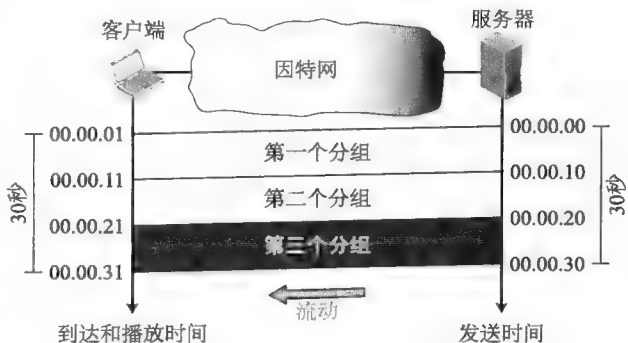 客户端
服务器
因特网
00.00.01
00.00.00
第一个分组
00.00.11
00.00.10
30秒
第二个分组
30秒
00.00.21
00.00.20
第三个分组
00.00.31
00.00.30
流动
到达和播放时间
发送时间